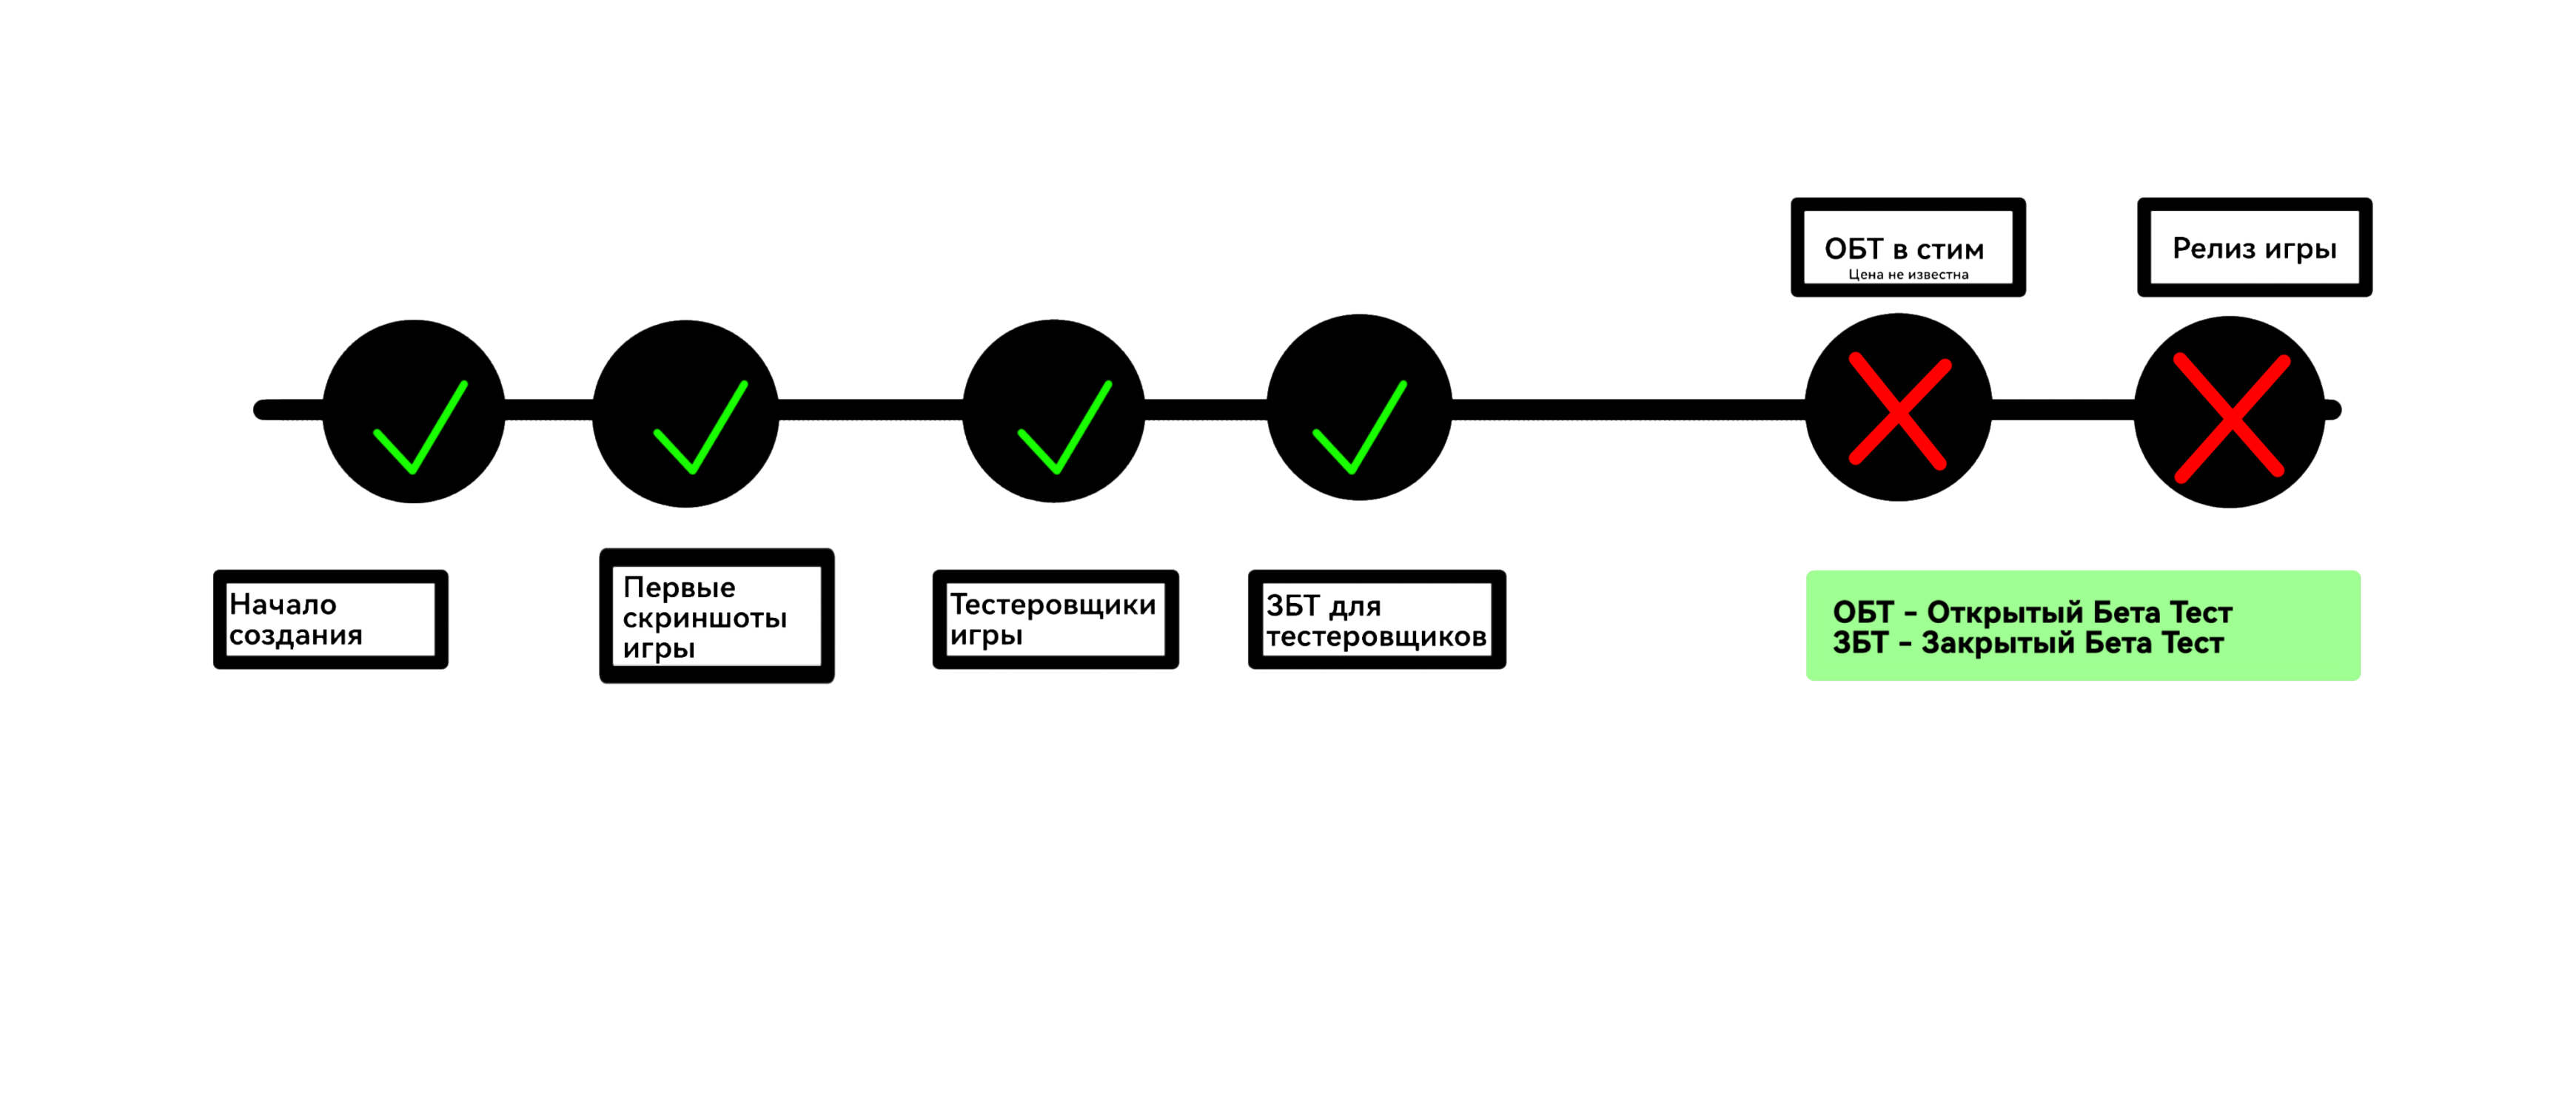 ОБТ в стим
Цена не известна
Релиз игры
Начало
создания
Первые
скриншоты
игры
Тестеровщики
игры
ЗБТ для
тестеровщиков
ОБТ - Открытый Бета Тест
ЗБТ - Закрытый Бета Тест